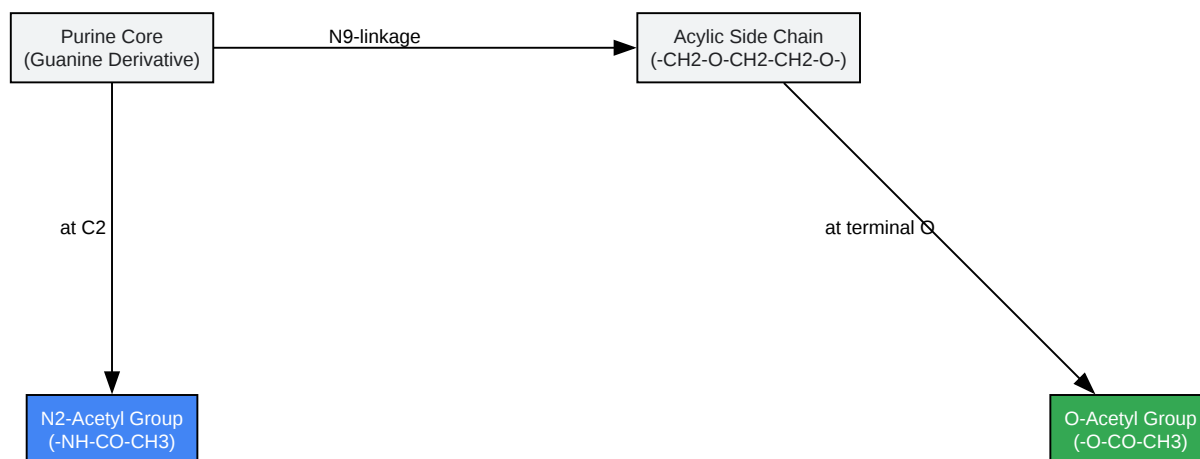 Purine Core
(Guanine Derivative)
N9-linkage
Acylic Side Chain
(-CH2-O-CH2-CH2-O-)
at C2
at terminal O
N2-Acetyl Group
(-NH-CO-CH3)
O-Acetyl Group
(-O-CO-CH3)